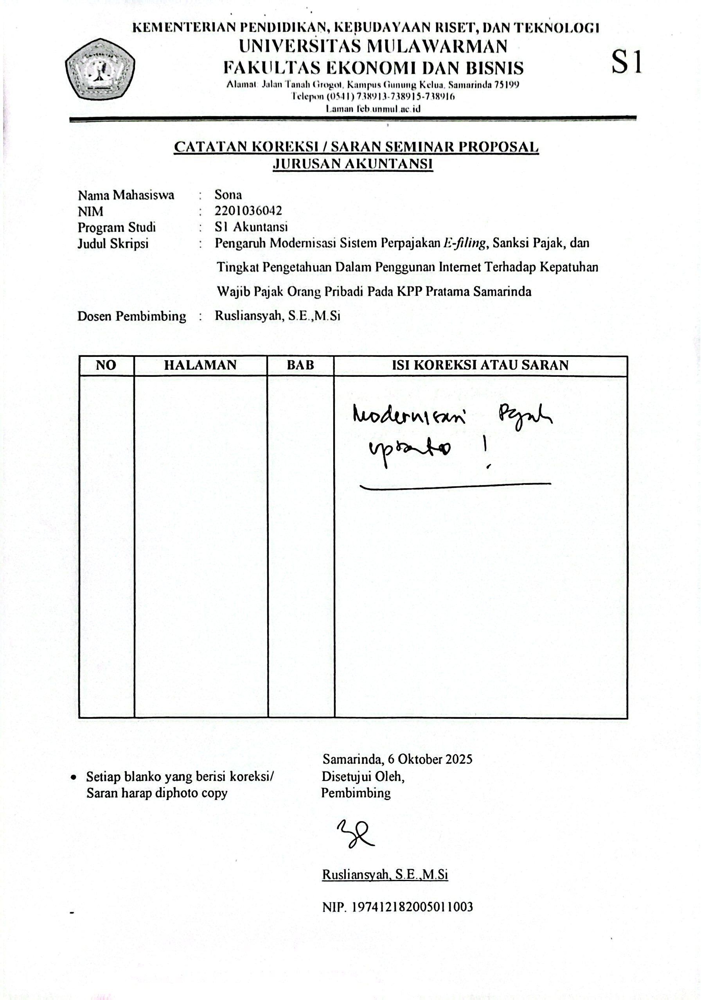 KEMENTERIAN PENDIDIKAN, KEBUDAYAAN RISET, DAN TEKNOLOGI
UNIVERSITAS MULAWARMAN
FAKULTAS EKONOMI DAN BISNIS
S1
Alamat Jalan Tanah Grogot, Kampus Gunung Kelua, Samarinda 75199
Telepon (0541) 738913-738915-738916
Laman feb.unmul.ac.id
CATATAN KOREKSI / SARAN SEMINAR PROPOSAL
JURUSAN AKUNTANSI
Nama Mahasiswa : Sona
NIM : 2201036042
Program Studi : S1 Akuntansi
Judul Skripsi : Pengaruh Modernisasi Sistem Perpajakan E-filing, Sanksi Pajak, dan
Tingkat Pengetahuan Dalam Penggunan Internet Terhadap Kepatuhan
Wajib Pajak Orang Pribadi Pada KPP Pratama Samarinda
Dosen Pembimbing : Rusliansyah, S.E.,M.Si
NO HALAMAN BAB ISI KOREKSI ATAU SARAN
Modernisasi
!
Samarinda, 6 Oktober 2025
• Setiap blanko yang berisi koreksi/
Saran harap diphoto copy
Disetujui Oleh,
Pembimbing
Rusliansyah, S.E.,M.Si
NIP. 197412182005011003